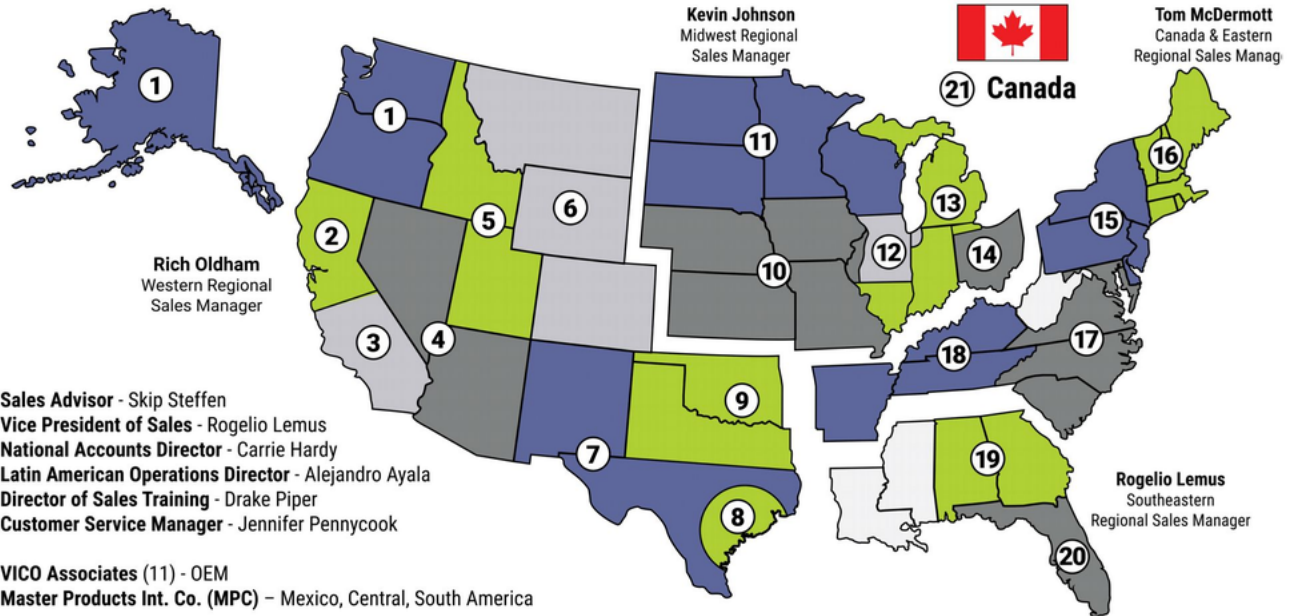 Kevin Johnson
Midwest Regional
Sales Manager
Tom McDermott
Canada & Eastern
Regional Sales Manag
21 Canada
1
1
2
3
4
5
6
7
8
9
10
11
12
13
14
15
16
17
18
19
20
Rich Oldham
Western Regional
Sales Manager
Rogelio Lemus
Southeastern
Regional Sales Manager
Sales Advisor - Skip Steffen
Vice President of Sales - Rogelio Lemus
National Accounts Director - Carrie Hardy
Latin American Operations Director - Alejandro Ayala
Director of Sales Training - Drake Piper
Customer Service Manager - Jennifer Pennycook
VICO Associates (11) - OEM
Master Products Int. Co. (MPC) – Mexico, Central, South America